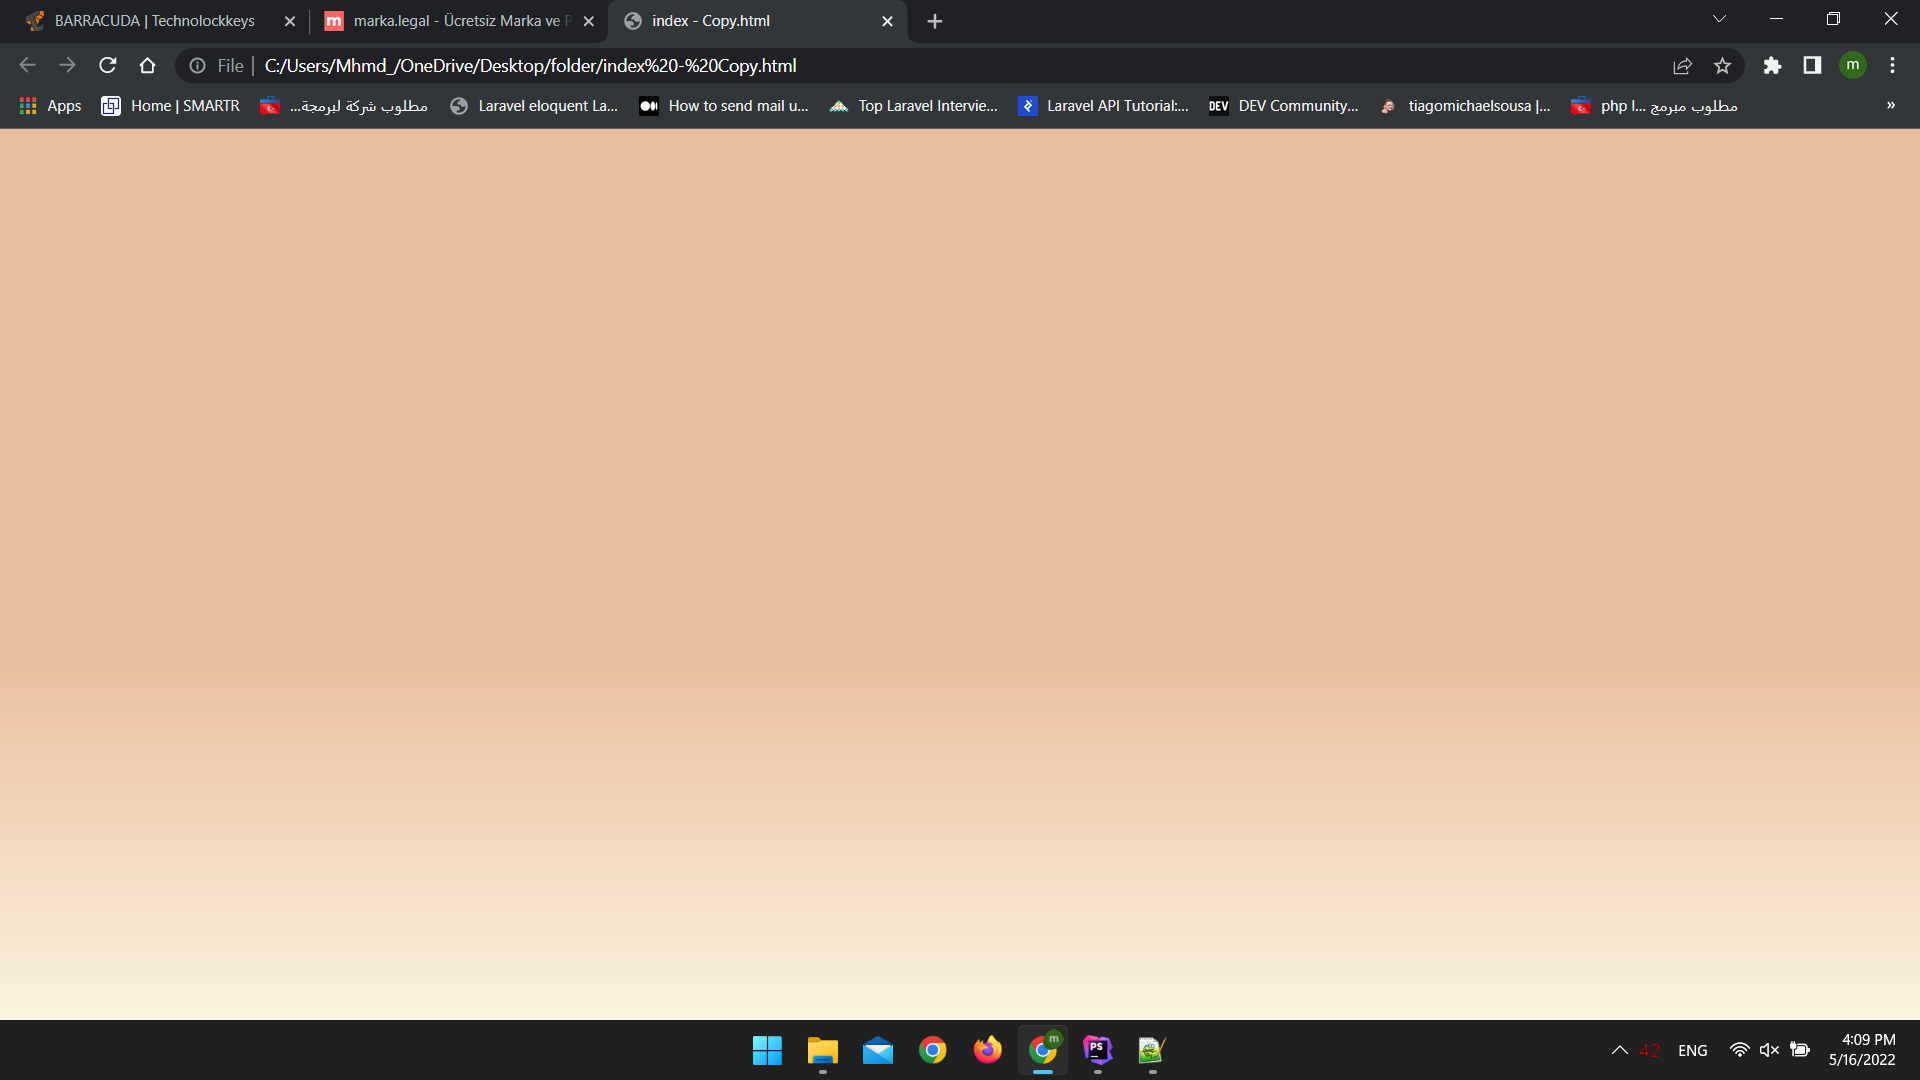 BARRACUDA | Technolockkeys
marka.legal - Ücretsiz Marka ve P
index - Copy.html
File
C:/Users/Mhmd_/OneDrive/Desktop/folder/index%20-%20Copy.html
m
Apps
Home | SMARTR
مطلوب شركة لبرمجة...
Laravel eloquent La...
How to send mail u...
Top Laravel Intervie...
Laravel API Tutorial:...
DEV
DEV Community...
tiagomichaelsousa |...
مطلوب مبرمج php l...
m
PS
42
ENG
4:09 PM
5/16/2022